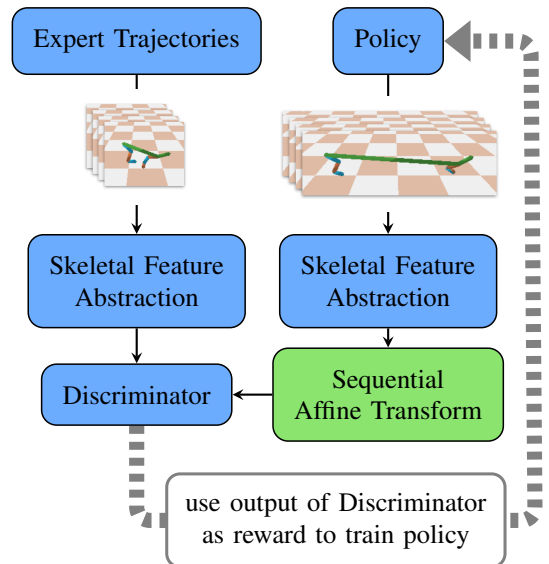 Expert Trajectories
Policy
Skeletal Feature
Abstraction
Skeletal Feature
Abstraction
Discriminator
Sequential
Affine Transform
use output of Discriminator
as reward to train policy